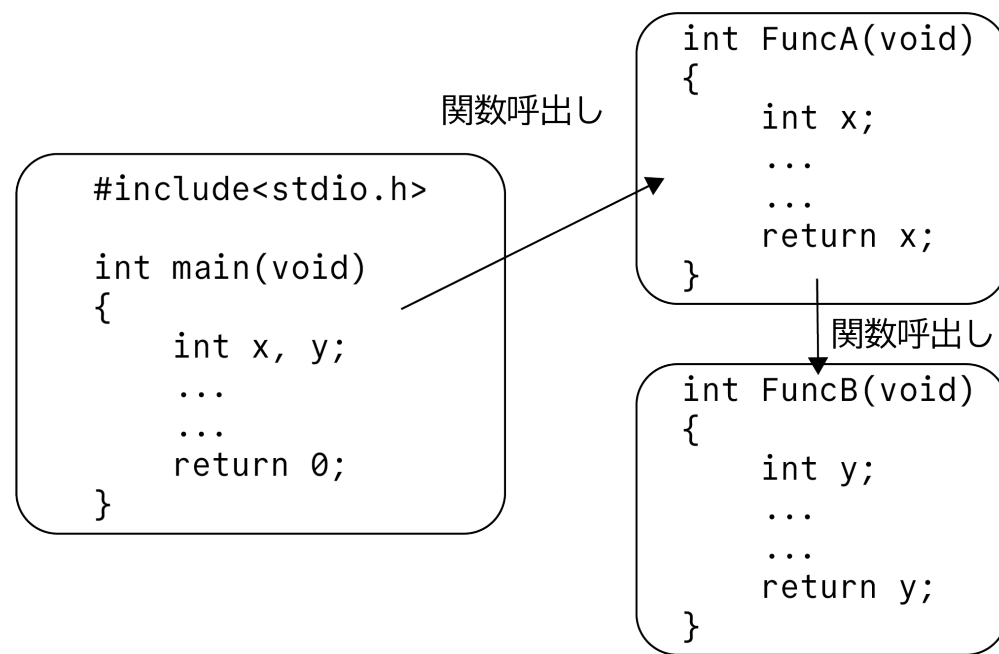 #include<stdio.h>
int main(void)
{
int x, y;
...
...
return 0;
}
関数呼出し
int FuncA(void)
{
int x;
...
...
return x;
}
関数呼出し
int FuncB(void)
{
int y;
...
...
return y;
}